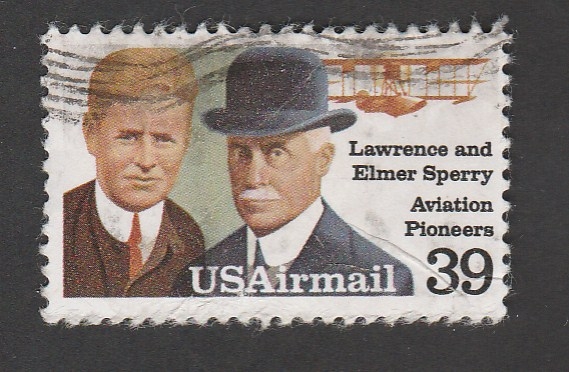 Lawrence and
Elmer Sperry
Aviation
Pioneers
USAirmail 39